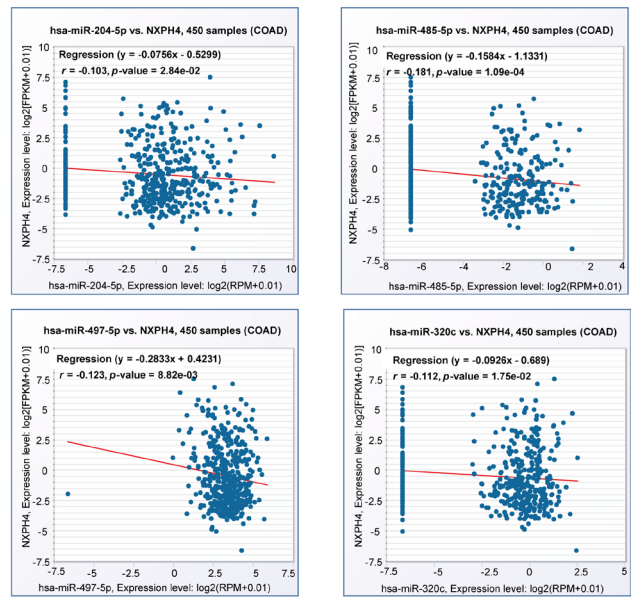 hsa-miR-204-5p vs. NXPH4, 450 samples (COAD)
Regression (y = -0.0756x - 0.5299)
r = -0.103, p-value = 2.84e-02
NXPH4, Expression level: log2[FPKM+0.01)]
10
7.5
5
2.5
0
-2.5
-5
-7.5
-7.5
-5
-2.5
0
2.5
5
7.5
10
hsa-miR-204-5p, Expression level: log2(RPM+0.01)
hsa-miR-485-5p vs. NXPH4, 450 samples (COAD)
Regression (y = -0.1584x - 1.1331)
r = -0.181, p-value = 1.09e-04
NXPH4, Expression level: log2[FPKM+0.01)]
10
7.5
5
2.5
0
-2.5
-5
-7.5
-8
-6
-4
-2
0
2
4
hsa-miR-485-5p, Expression level: log2(RPM+0.01)
hsa-miR-497-5p vs. NXPH4, 450 samples (COAD)
Regression (y = -0.2833x + 0.4231)
r = -0.123, p-value = 8.82e-03
NXPH4, Expression level: log2[FPKM+0.01)]
10
7.5
5
2.5
0
-2.5
-5
-7.5
-7.5
-5
-2.5
0
2.5
5
7.5
hsa-miR-497-5p, Expression level: log2(RPM+0.01)
hsa-miR-320c vs. NXPH4, 450 samples (COAD)
Regression (y = -0.0926x - 0.689)
r = -0.112, p-value = 1.75e-02
NXPH4, Expression level: log2[FPKM+0.01)]
10
7.5
5
2.5
0
-2.5
-5
-7.5
-5
-2.5
0
2.5
5
hsa-miR-320c, Expression level: log2(RPM+0.01)